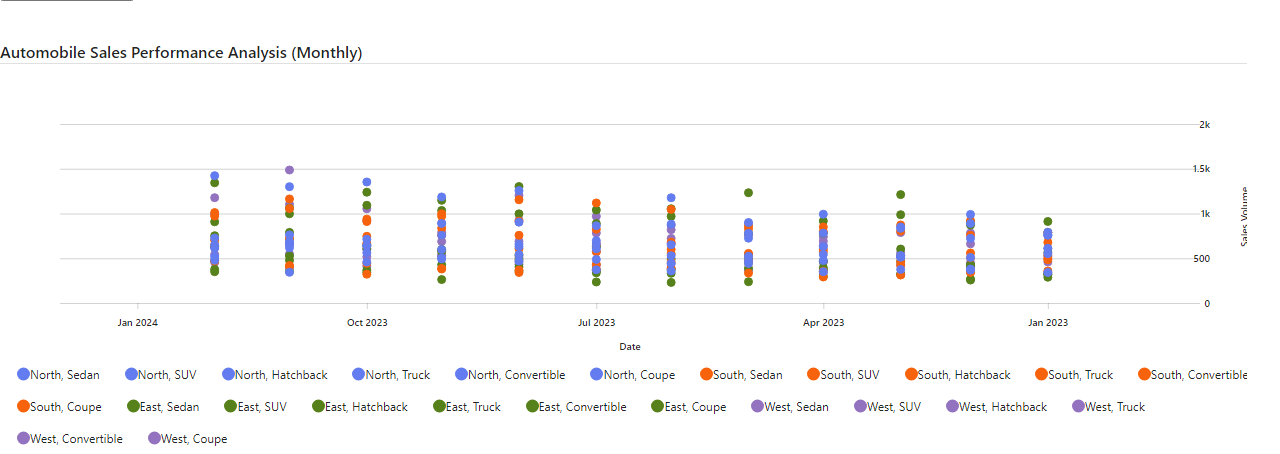 Automobile Sales Performance Analysis (Monthly)
2k
1.5k
1k
500
0
Sales Volume
Jan 2024 Oct 2023 Jul 2023 Apr 2023 Jan 2023
Date
North, Sedan North, SUV North, Hatchback North, Truck North, Convertible North, Coupe South, Sedan South, SUV South, Hatchback South, Truck South, Convertible
South, Coupe East, Sedan East, SUV East, Hatchback East, Truck East, Convertible East, Coupe West, Sedan West, SUV West, Hatchback West, Truck
West, Convertible West, Coupe